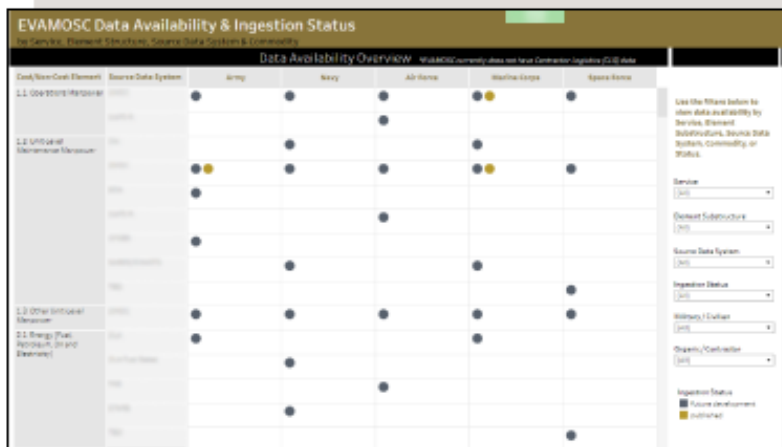 EVAMOSC Data Availability & Ingestion Status
by Service, Element Structure, Source Data System & Commodity
Data Availability Overview *EVAMOSC currently does not have Contractor Logistics (CLS) data
Cost/Non-Cost Element Source Data System Army Navy Air Force Marine Corps Space Force
1.1 Operations Manpower
1.2 Unit Level
Maintenance Manpower
1.3 Other Unit Level
Manpower
2.1 Energy (Fuel,
Petroleum, Oil and
Electricity)
Use the filters below to
view data availability by
Service, Element
Substructure, Source Data
System, Commodity, or
Status.
Service
(All)
Element Substructure
(All)
Source Data System
(All)
Ingestion Status
(All)
Military / Civilian
(All)
Organic/Contractor
(All)
Ingestion Status
Future development
published